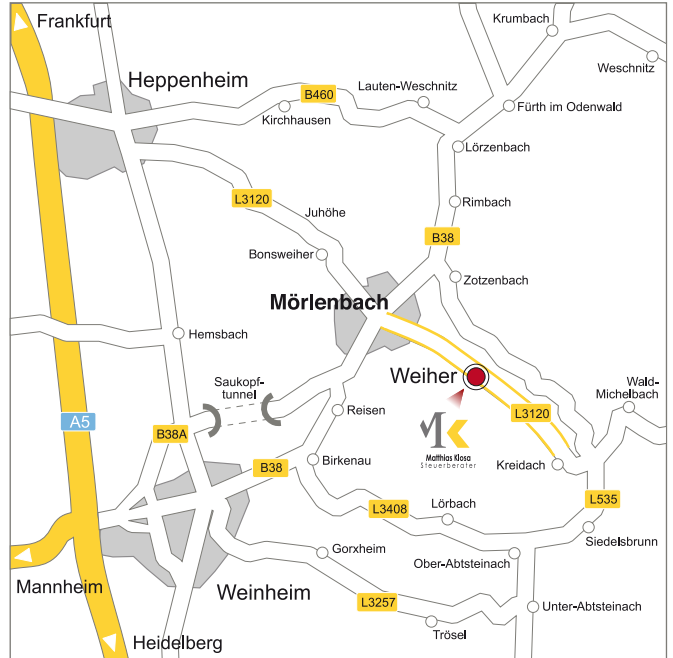 Frankfurt
Krumbach
Weschnitz
Heppenheim
B460
Lauten-Weschnitz
Kirchhausen
Fürth im Odenwald
Lörzenbach
L3120
Juhöhe
Rimbach
B38
Bonsweiher
Zotzenbach
Mörlenbach
Hemsbach
Weiher
Saukopf-
tunnel
Wald-
Michelbach
A5
B38A
Reisen
L3120
MK
Matthias Klosa
Steuerberater
B38
Birkenau
Kreidach
L535
L3408
Lörbach
Siedelsbrunn
Gorxheim
Ober-Abtsteinach
Mannheim
Weinheim
L3257
Unter-Abtsteinach
Trösel
Heidelberg